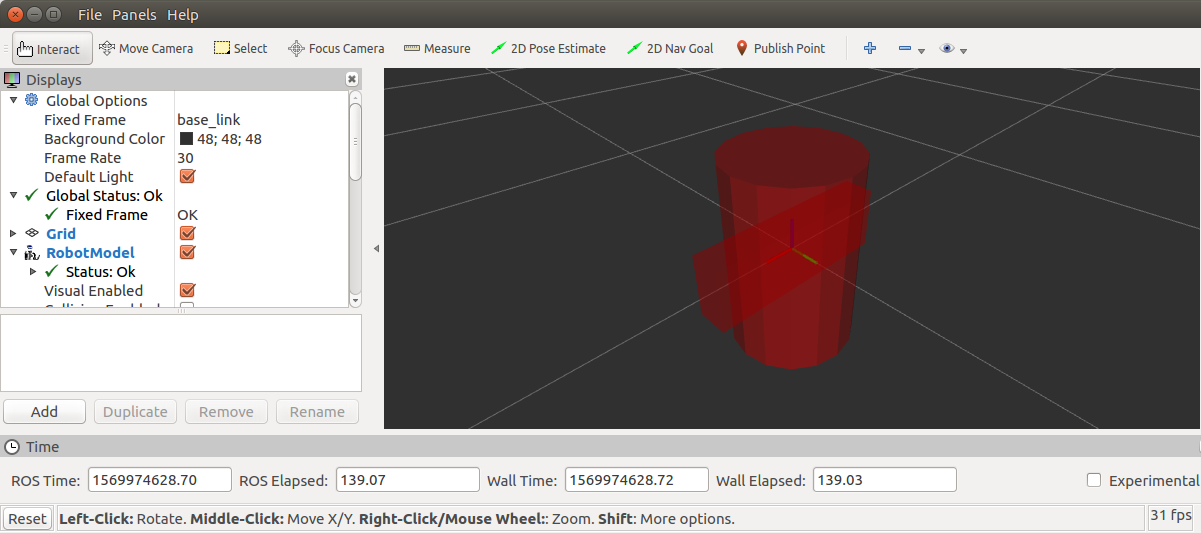 File Panels Help
Interact Move Camera Select Focus Camera Measure 2D Pose Estimate 2D Nav Goal Publish Point
Displays
Global Options
Fixed Frame base_link
Background Color 48; 48; 48
Frame Rate 30
Default Light
Global Status: Ok
Fixed Frame OK
Grid
RobotModel
Status: Ok
Visual Enabled
Add Duplicate Remove Rename
Time
ROS Time: 1569974628.70 ROS Elapsed: 139.07 Wall Time: 1569974628.72 Wall Elapsed: 139.03 Experimental
Reset Left-Click: Rotate. Middle-Click: Move X/Y. Right-Click/Mouse Wheel:: Zoom. Shift: More options. 31 fps